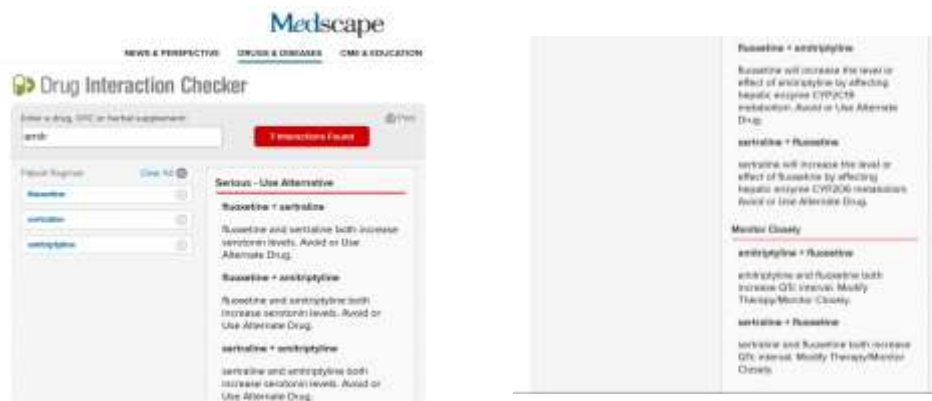 Medscape
NEWS & PERSPECTIVE DRUGS & DISEASES CME & EDUCATION
Drug Interaction Checker
Enter a drug, OTC or herbal supplement:
Print
amitr
7 Interactions Found
Patient Regimen Clear All
fluoxetine
sertraline
amitriptyline
Serious - Use Alternative
fluoxetine + sertraline
fluoxetine and sertraline both increase
serotonin levels. Avoid or Use
Alternate Drug.
fluoxetine + amitriptyline
fluoxetine and amitriptyline both
increase serotonin levels. Avoid or
Use Alternate Drug.
sertraline + amitriptyline
sertraline and amitriptyline both
increase serotonin levels. Avoid or
Use Alternate Drug.
fluoxetine + amitriptyline
fluoxetine will increase the level or
effect of amitriptyline by affecting
hepatic enzyme CYP2C19
metabolism. Avoid or Use Alternate
Drug.
sertraline + fluoxetine
sertraline will increase the level or
effect of fluoxetine by affecting
hepatic enzyme CYP2D6 metabolism.
Avoid or Use Alternate Drug.
Monitor Closely
amitriptyline + fluoxetine
amitriptyline and fluoxetine both
increase QTc interval. Modify
Therapy/Monitor Closely.
sertraline + fluoxetine
sertraline and fluoxetine both increase
QTc interval. Modify Therapy/Monitor
Closely.